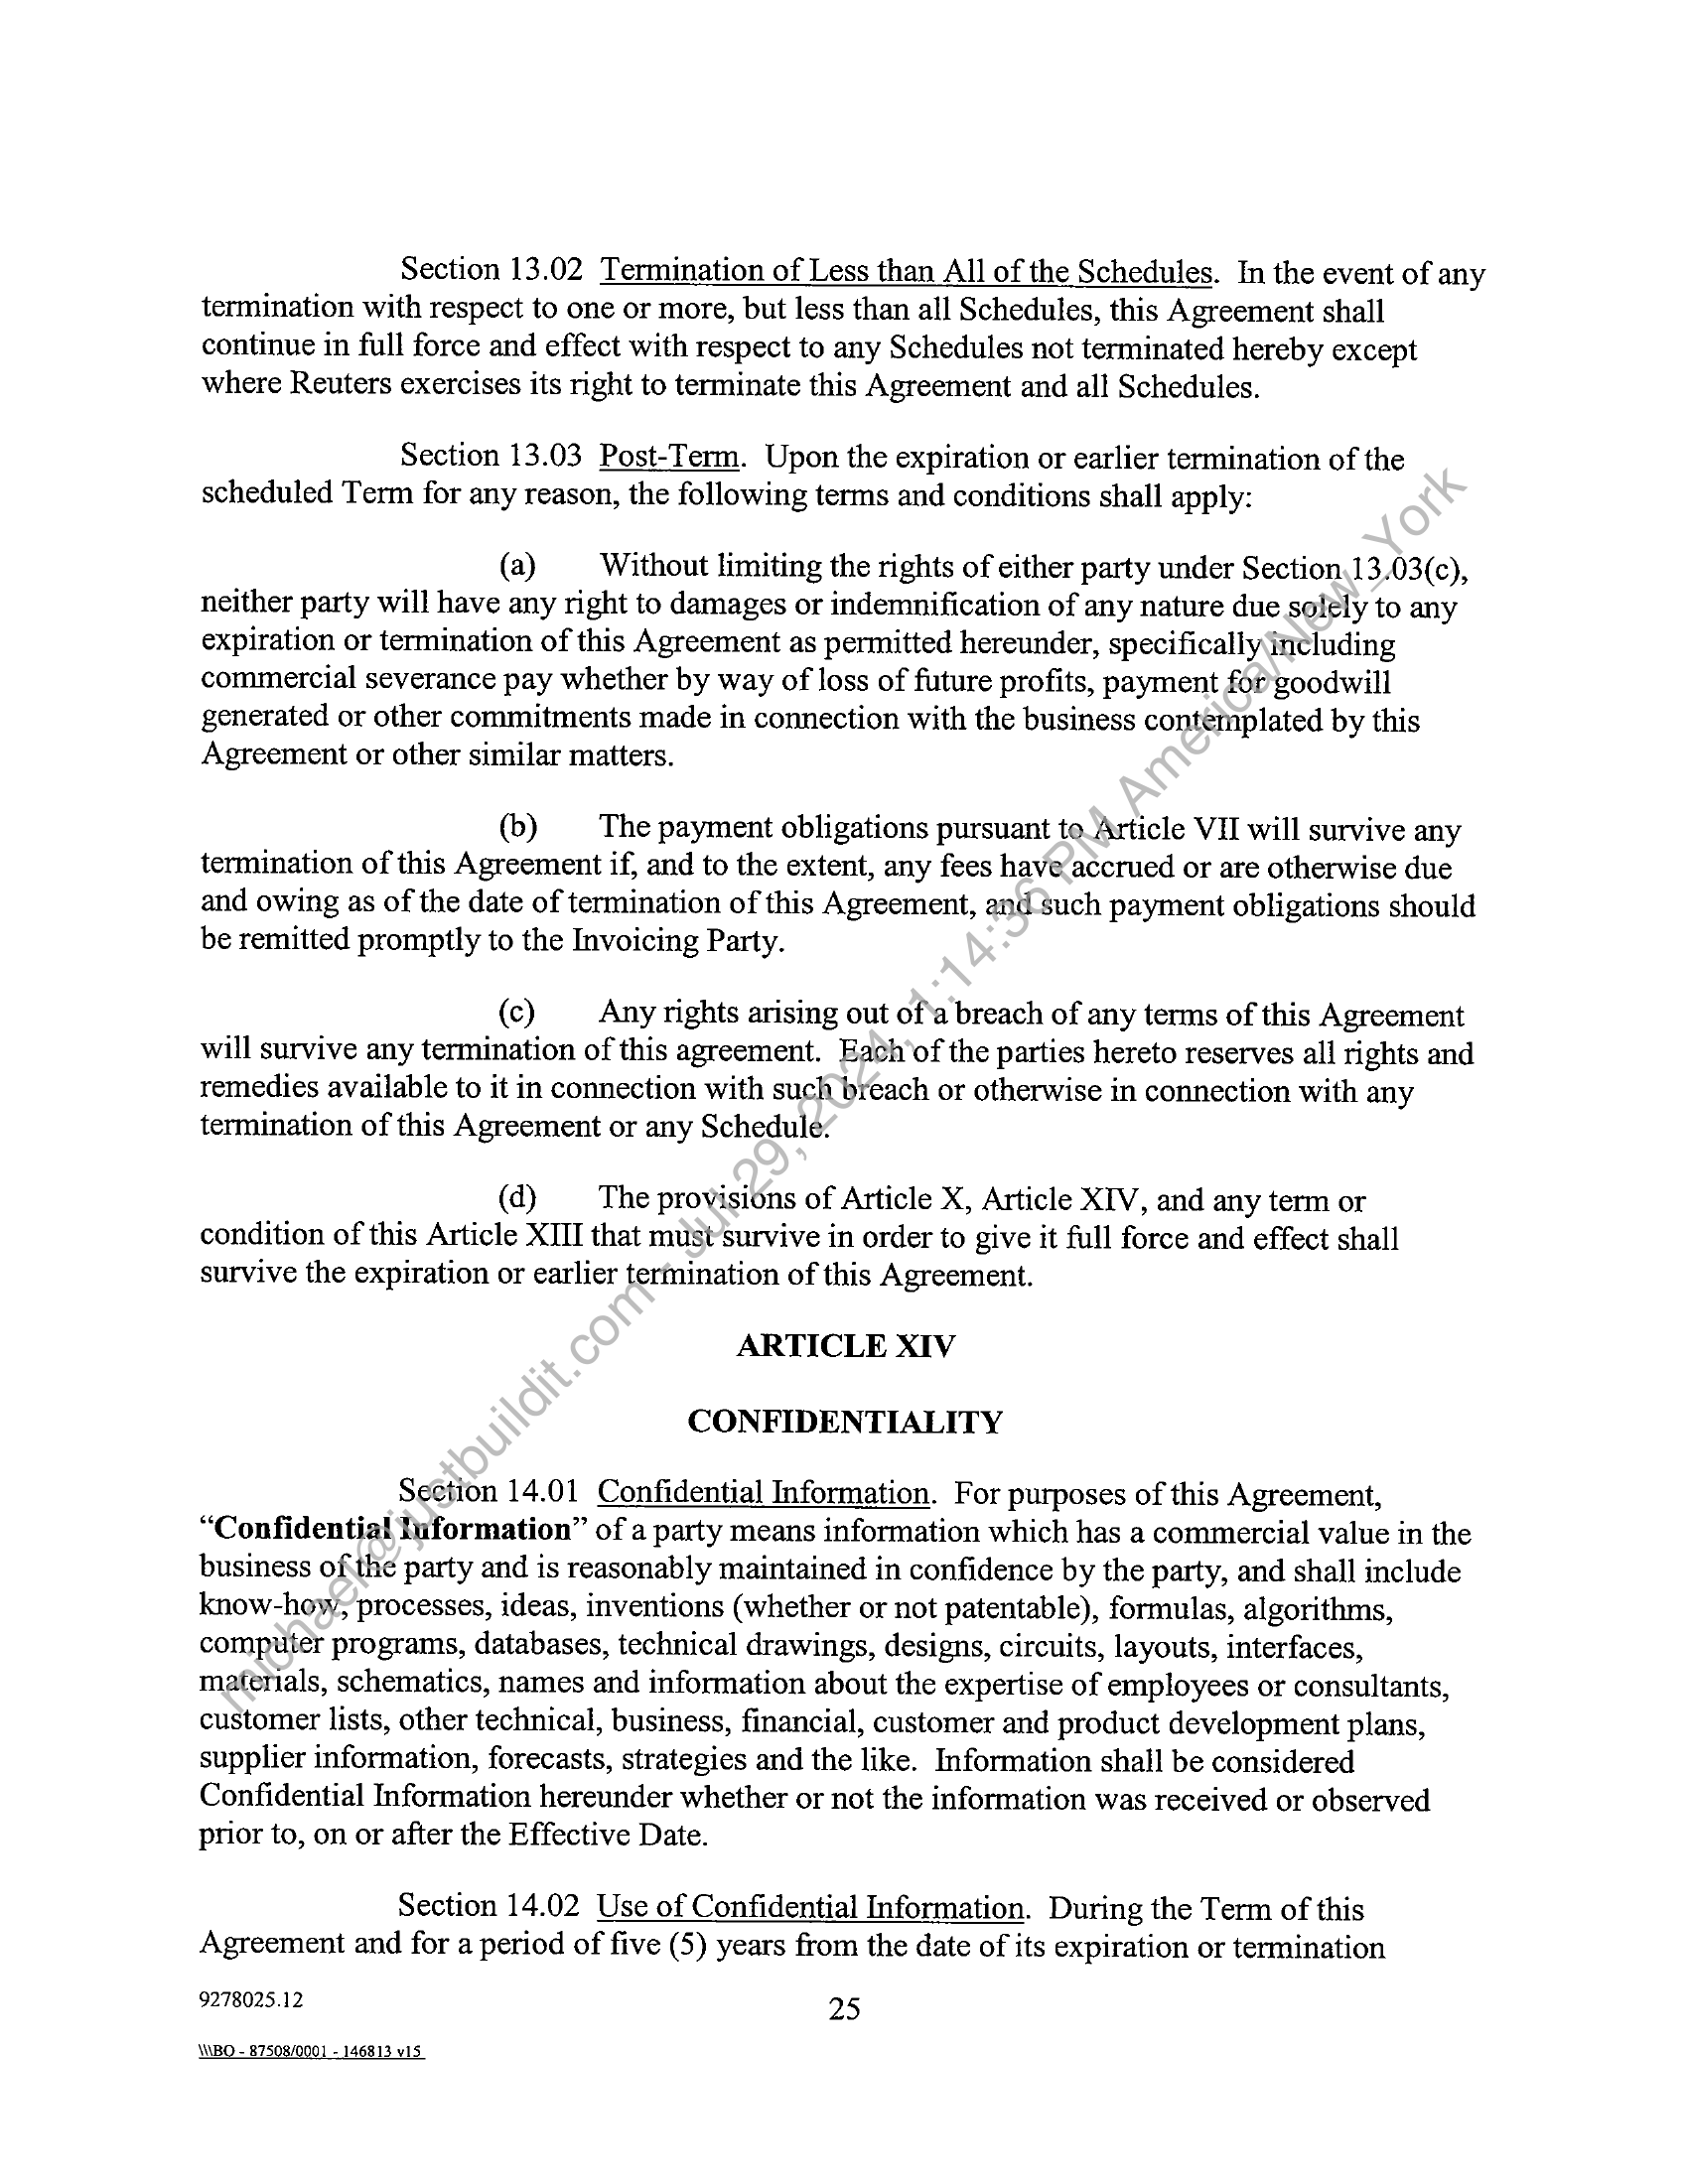 Section 13.02 Termination of Less than All of the Schedules. In the event of any
termination with respect to one or more, but less than all Schedules, this Agreement shall
continue in full force and effect with respect to any Schedules not terminated hereby except
where Reuters exercises its right to terminate this Agreement and all Schedules.
Section 13.03 Post-Term. Upon the expiration or earlier termination of the
scheduled Term for any reason, the following terms and conditions shall apply:
(a) Without limiting the rights of either party under Section 13.03(c),
neither party will have any right to damages or indemnification of any nature due solely to any
expiration or termination of this Agreement as permitted hereunder, specifically including
commercial severance pay whether by way of loss of future profits, payment for goodwill
generated or other commitments made in connection with the business contemplated by this
Agreement or other similar matters.
(b) The payment obligations pursuant to Article VII will survive any
termination of this Agreement if, and to the extent, any fees have accrued or are otherwise due
and owing as of the date of termination of this Agreement, and such payment obligations should
be remitted promptly to the Invoicing Party.
(c) Any rights arising out of a breach of any terms of this Agreement
will survive any termination of this agreement. Each of the parties hereto reserves all rights and
remedies available to it in connection with such breach or otherwise in connection with any
termination of this Agreement or any Schedule.
(d) The provisions of Article X, Article XIV, and any term or
condition of this Article XIII that must survive in order to give it full force and effect shall
survive the expiration or earlier termination of this Agreement.
ARTICLE XIV
CONFIDENTIALITY
Section 14.01 Confidential Information. For purposes of this Agreement,
“Confidential Information” of a party means information which has a commercial value in the
business of the party and is reasonably maintained in confidence by the party, and shall include
know-how, processes, ideas, inventions (whether or not patentable), formulas, algorithms,
computer programs, databases, technical drawings, designs, circuits, layouts, interfaces,
materials, schematics, names and information about the expertise of employees or consultants,
customer lists, other technical, business, financial, customer and product development plans,
supplier information, forecasts, strategies and the like. Information shall be considered
Confidential Information hereunder whether or not the information was received or observed
prior to, on or after the Effective Date.
Section 14.02 Use of Confidential Information. During the Term of this
Agreement and for a period of five (5) years from the date of its expiration or termination
9278025.12
25
\\\BO - 87508/0001 - 146813 v15
michael@justbuildit.com - Jul 29, 2024, 1:14:36 PM America/New_York